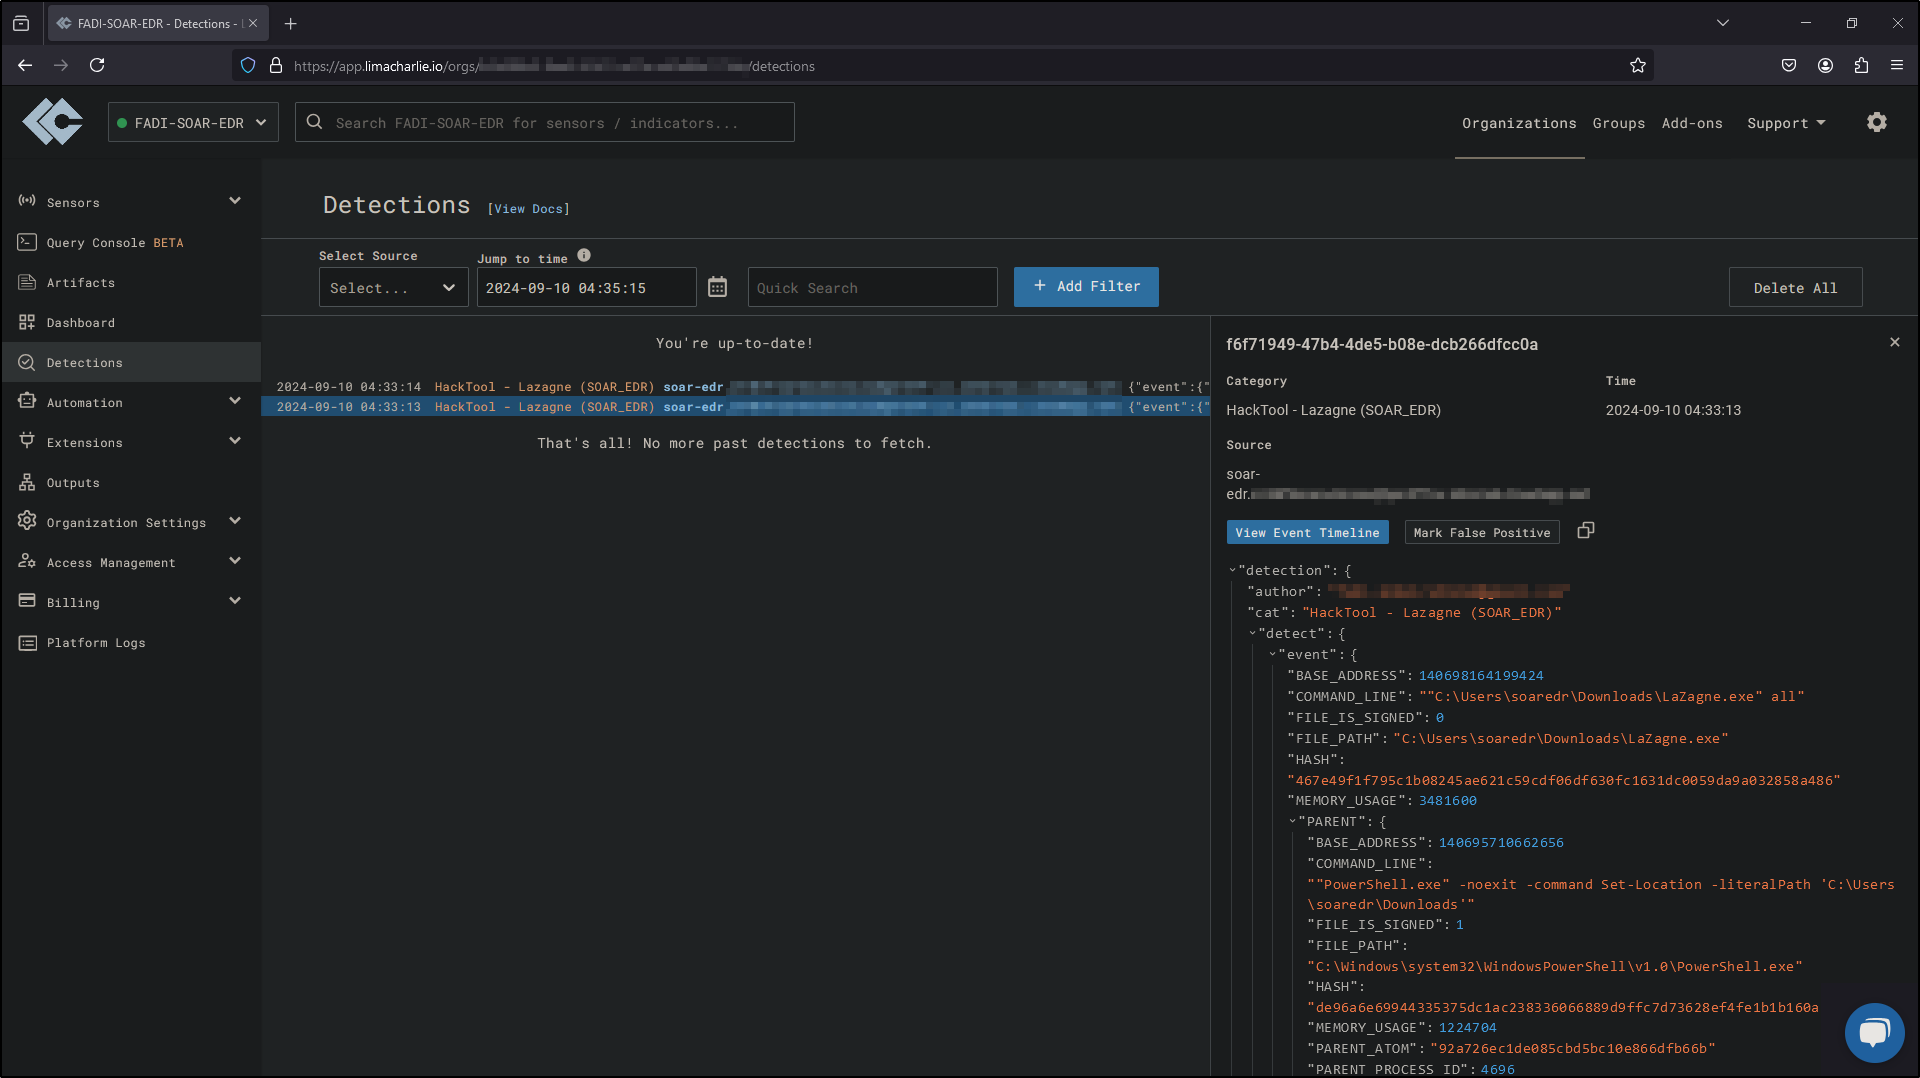 FADI-SOAR-EDR - Detections -
https://app.limacharlie.io/orgs/ /detections
FADI-SOAR-EDR
Search FADI-SOAR-EDR for sensors / indicators...
Organizations
Groups
Add-ons
Support
Sensors
Query Console BETA
Artifacts
Dashboard
Detections
Automation
Extensions
Outputs
Organization Settings
Access Management
Billing
Platform Logs
Detections [View Docs]
Select Source
Select...
Jump to time
2024-09-10 04:35:15
Quick Search
+ Add Filter
Delete All
You're up-to-date!
2024-09-10 04:33:14 HackTool - Lazagne (SOAR_EDR) soar-edr {"event":{"
2024-09-10 04:33:13 HackTool - Lazagne (SOAR_EDR) soar-edr {"event":{"
That's all! No more past detections to fetch.
f6f71949-47b4-4de5-b08e-dcb266dfcc0a
Category
HackTool - Lazagne (SOAR_EDR)
Time
2024-09-10 04:33:13
Source
soar-
edr.
View Event Timeline
Mark False Positive
"detection": {
"author":
"cat": "HackTool - Lazagne (SOAR_EDR)"
"detect": {
"event": {
"BASE_ADDRESS": 140698164199424
"COMMAND_LINE": ""C:\Users\soaredr\Downloads\LaZagne.exe" all"
"FILE_IS_SIGNED": 0
"FILE_PATH": "C:\Users\soaredr\Downloads\LaZagne.exe"
"HASH":
"467e49f1f795c1b08245ae621c59cdf06df630fc1631dc0059da9a032858a486"
"MEMORY_USAGE": 3481600
"PARENT": {
"BASE_ADDRESS": 140695710662656
"COMMAND_LINE":
""PowerShell.exe" -noexit -command Set-Location -literalPath 'C:\Users
\soaredr\Downloads'"
"FILE_IS_SIGNED": 1
"FILE_PATH":
"C:\Windows\system32\WindowsPowerShell\v1.0\PowerShell.exe"
"HASH":
"de96a6e69944335375dc1ac238336066889d9ffc7d73628ef4fe1b1b160a
"MEMORY_USAGE": 1224704
"PARENT_ATOM": "92a726ec1de085cbd5bc10e866dfb66b"
"PARENT_PROCESS_ID": 4696